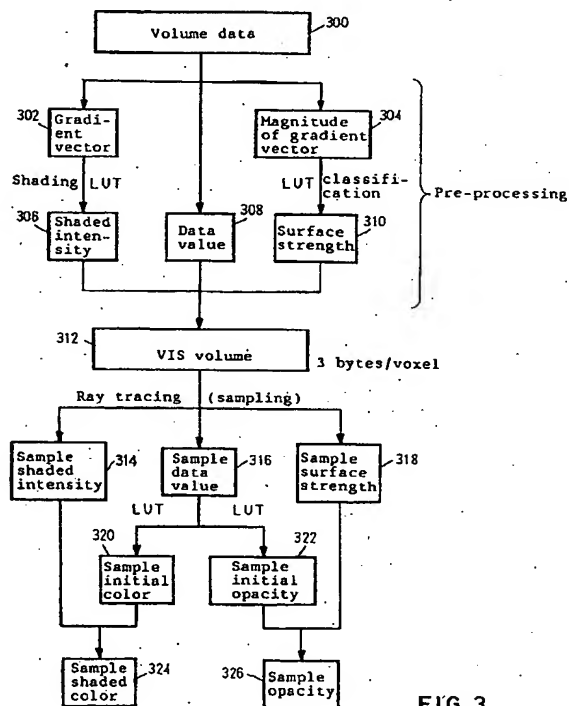 300
Volume data
302
Gradi-
ent
vector
Magnitude
of gradient
vector
304
Shading LUT
LUT classifi-
cation
Pre-processing
306
Shaded
inten-
sity
308
Data
value
Surface
strength
310
312
VIS volume
3 bytes/voxel
Ray tracing (sampling)
Sample
shaded
intensity
314
Sample
data
value
316
Sample
surface
strength
318
LUT LUT
320
Sample
initial
color
322
Sample
initial
opacity
Sample
shaded
color
324
326
Sample
opacity
FIG.3